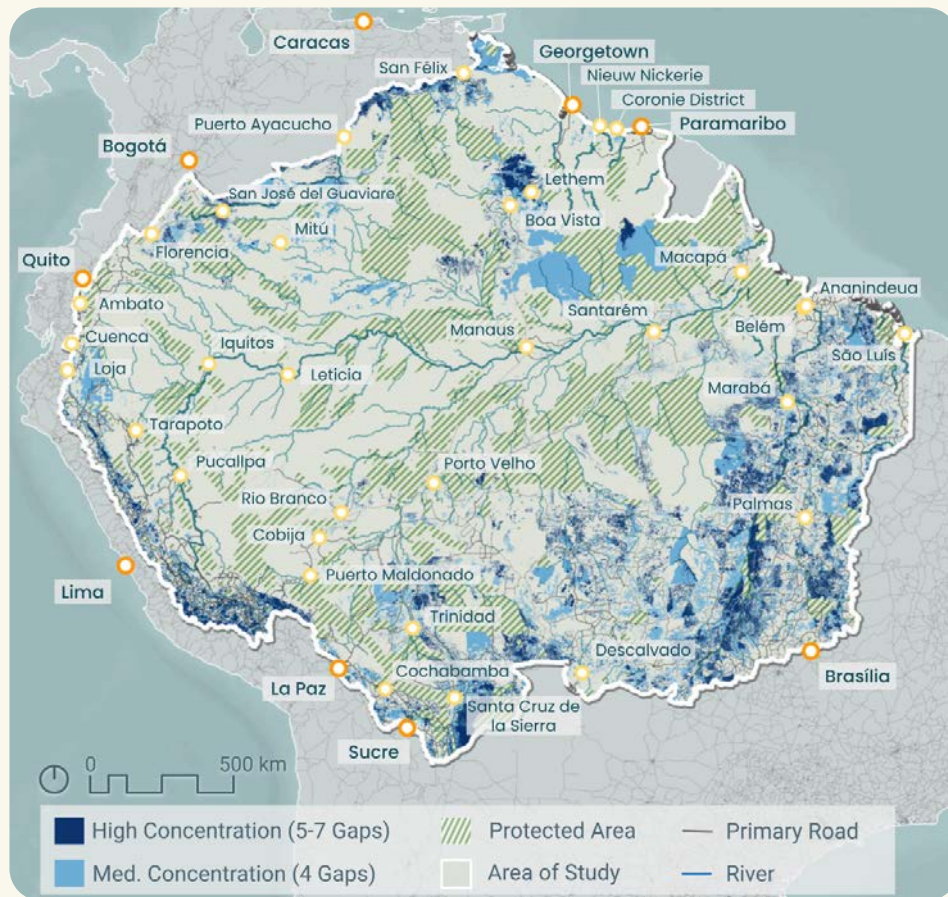 Caracas
Georgetown
San Félix
Nieuw Nickerie
Coronie District
Puerto Ayacucho
Paramaribo
Bogotá
Lethem
San José del Guaviare
Boa Vista
Mitú
Florencia
Macapá
Quito
Ananindeua
Ambato
Santarém
Manaus
Belém
Cuenca
Iquitos
São Luís
Loja
Leticia
Marabá
Tarapoto
Pucallpa
Porto Velho
Rio Branco
Palmas
Cobija
Lima
Puerto Maldonado
Trinidad
Descalvado
Cochabamba
La Paz
Brasília
Santa Cruz de
la Sierra
Sucre
0 500 km
High Concentration (5-7 Gaps)
Protected Area
Primary Road
Med. Concentration (4 Gaps)
Area of Study
River